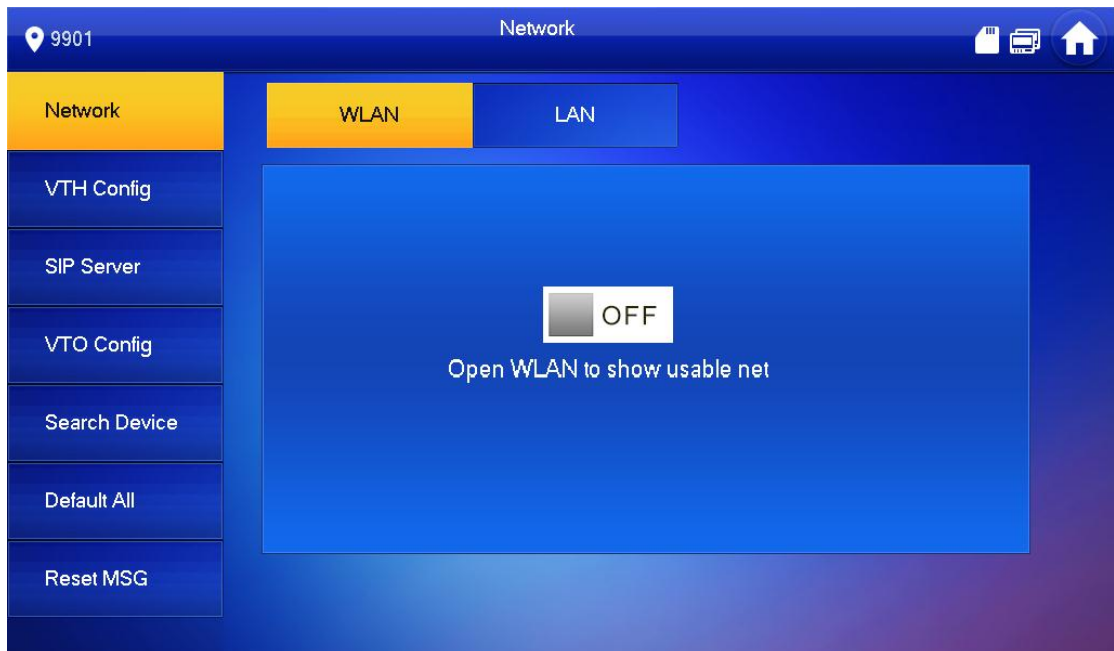 9901
Network
Network
WLAN
LAN
VTH Config
SIP Server
OFF
VTO Config
Open WLAN to show usable net
Search Device
Default All
Reset MSG